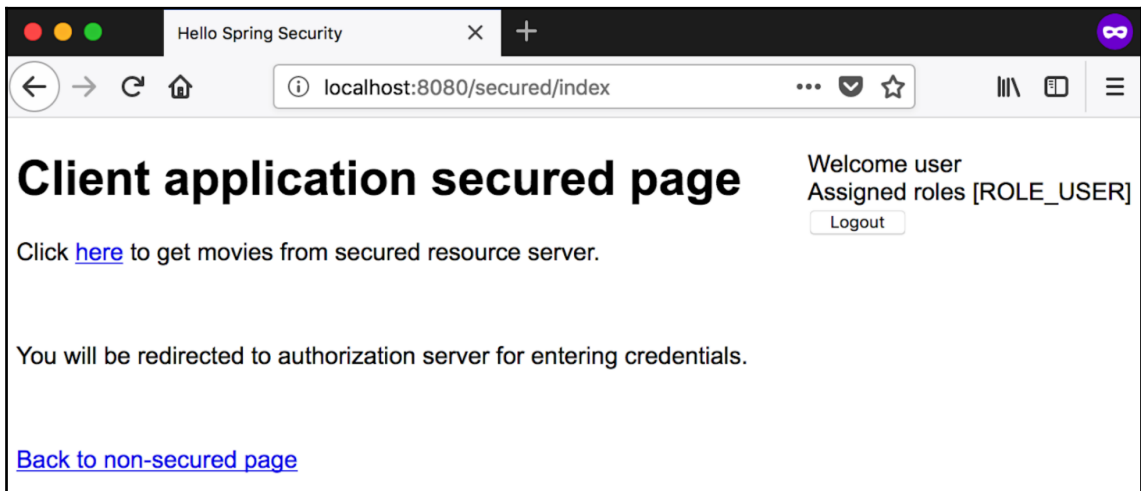 Hello Spring Security
localhost:8080/secured/index
Client application secured page
Welcome user
Assigned roles [ROLE_USER]
Logout
Click here to get movies from secured resource server.
You will be redirected to authorization server for entering credentials.
Back to non-secured page